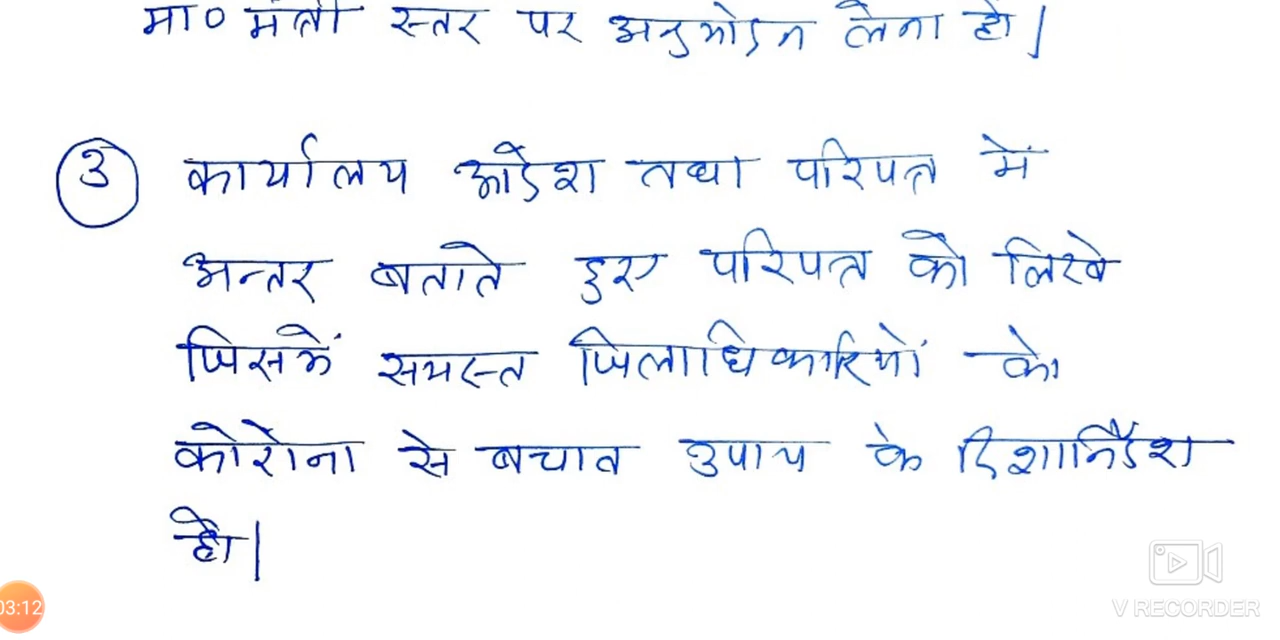 मा० मंत्री स्तर पर अनुमोदन लेना हो।
3 कार्यालय आदेश तथा परिपत्र में
अन्तर बताते हुए परिपत्र को लिखे
जिसमें समस्त जिलाधिकारियों को
कोरोना से बचाव उपाय के दिशानिर्देश
हो।
03:12
V RECORDER